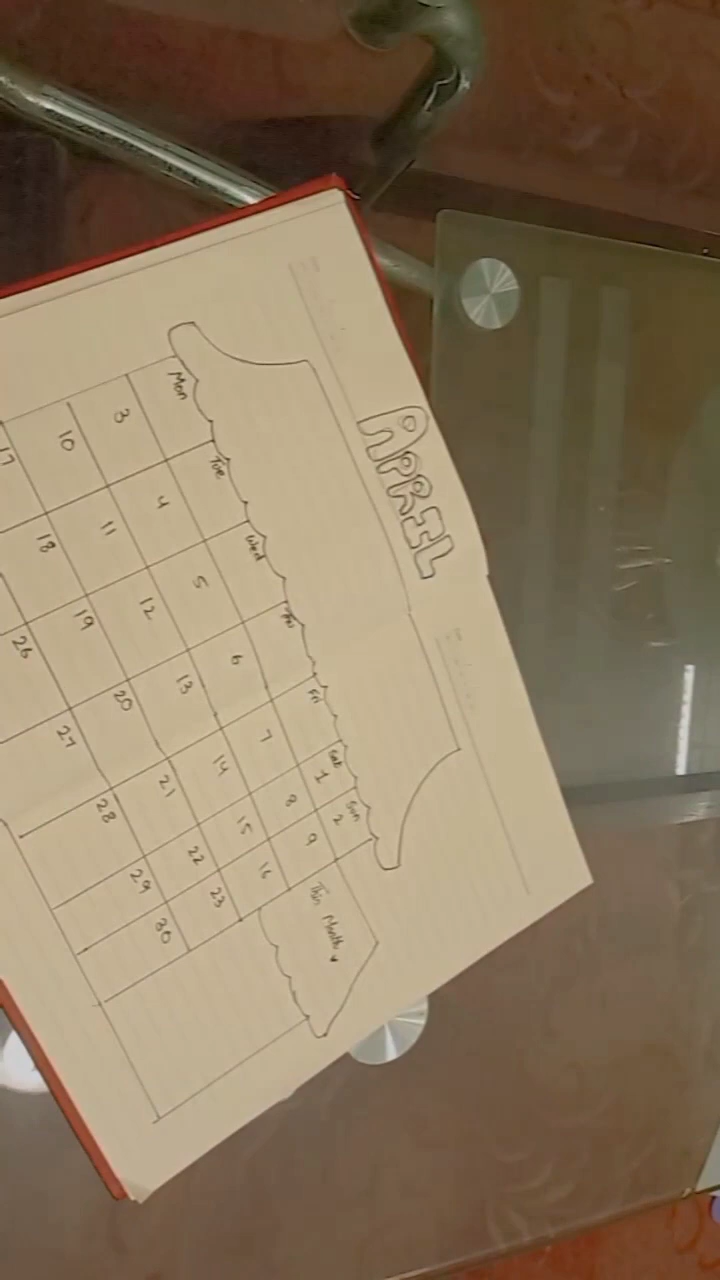 APRIL
Mon Tue Wed Thu Fri Sat Sun
1 2
3 4 5 6 7 8 9
10 11 12 13 14 15 16
17 18 19 20 21 22 23
26 27 28 29 30
This Month